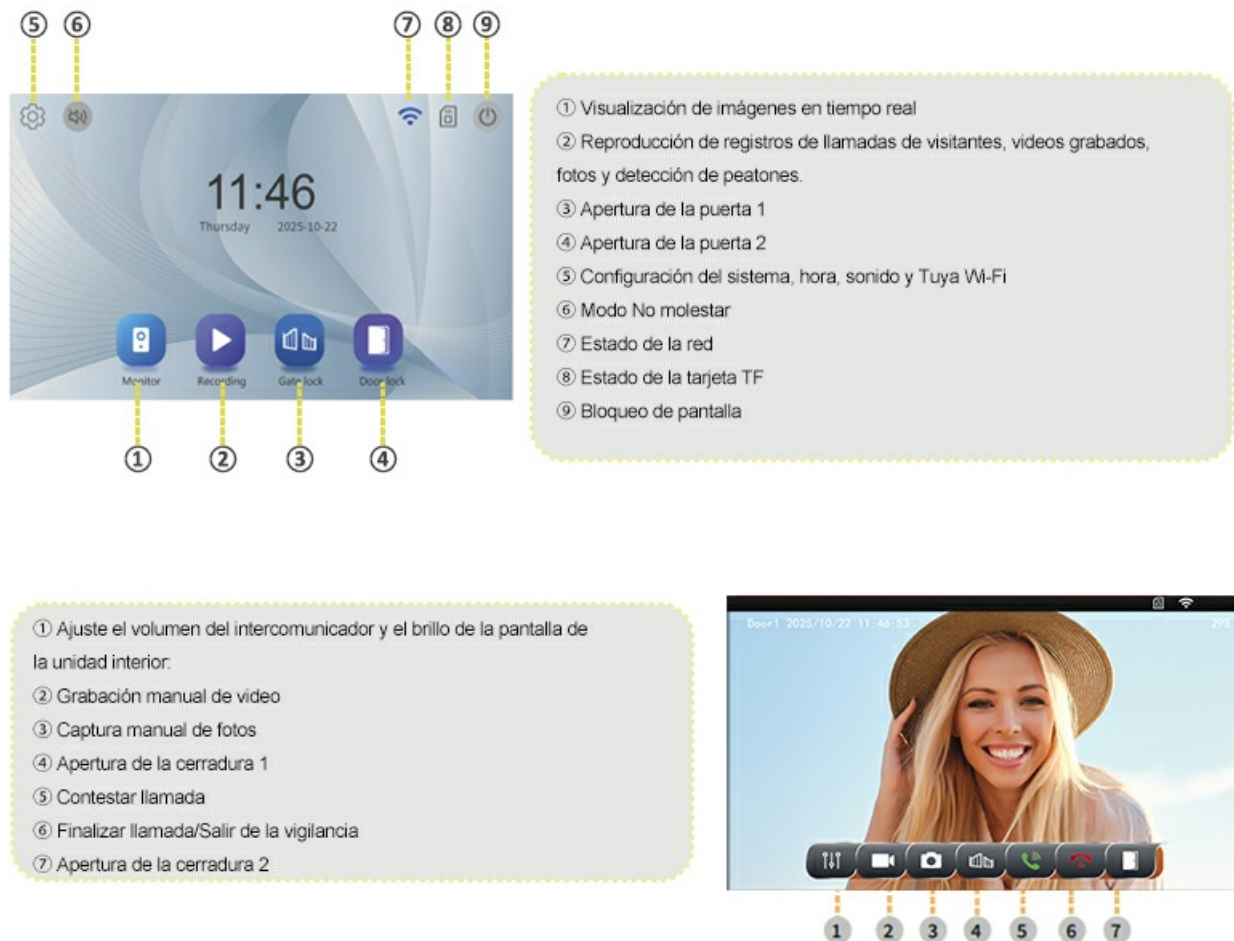 ⑤ ⑥ ⑦ ⑧ ⑨
11:46
Thursday 2025-10-22
Monitor Recording Gate lock Door lock
① ② ③ ④
① Visualización de imágenes en tiempo real
② Reproducción de registros de llamadas de visitantes, videos grabados,
fotos y detección de peatones.
③ Apertura de la puerta 1
④ Apertura de la puerta 2
⑤ Configuración del sistema, hora, sonido y Tuya Wi-Fi
⑥ Modo No molestar
⑦ Estado de la red
⑧ Estado de la tarjeta TF
⑨ Bloqueo de pantalla
① Ajuste el volumen del intercomunicador y el brillo de la pantalla de
la unidad interior:
② Grabación manual de video
③ Captura manual de fotos
④ Apertura de la cerradura 1
⑤ Contestar llamada
⑥ Finalizar llamada/Salir de la vigilancia
⑦ Apertura de la cerradura 2
Door1 2025/10/22 11:46:53 29S
1 2 3 4 5 6 7